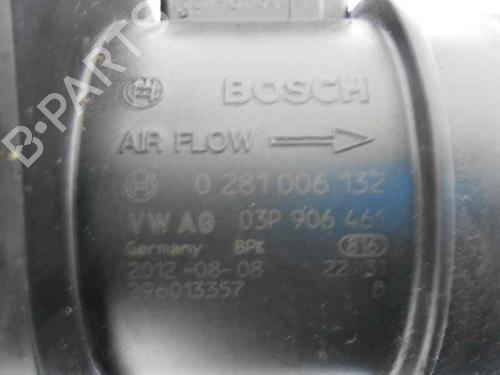 BOSCH
AIR FLOW
0 281 006 132
VW AG 03P 906 461
Germany BPK 816
2012-08-08 22:31
296013357 B